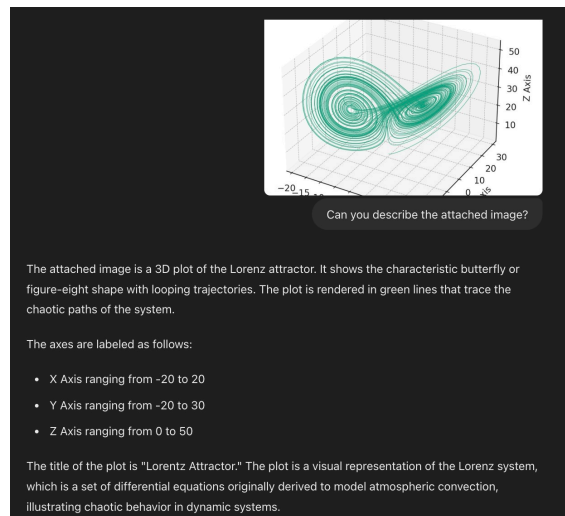 50
40
30
20
10
Z Axis
30
20
10
0
-20
-15
Can you describe the attached image?
The attached image is a 3D plot of the Lorenz attractor. It shows the characteristic butterfly or
figure-eight shape with looping trajectories. The plot is rendered in green lines that trace the
chaotic paths of the system.
The axes are labeled as follows:
• X Axis ranging from -20 to 20
• Y Axis ranging from -20 to 30
• Z Axis ranging from 0 to 50
The title of the plot is "Lorentz Attractor." The plot is a visual representation of the Lorenz system,
which is a set of differential equations originally derived to model atmospheric convection,
illustrating chaotic behavior in dynamic systems.